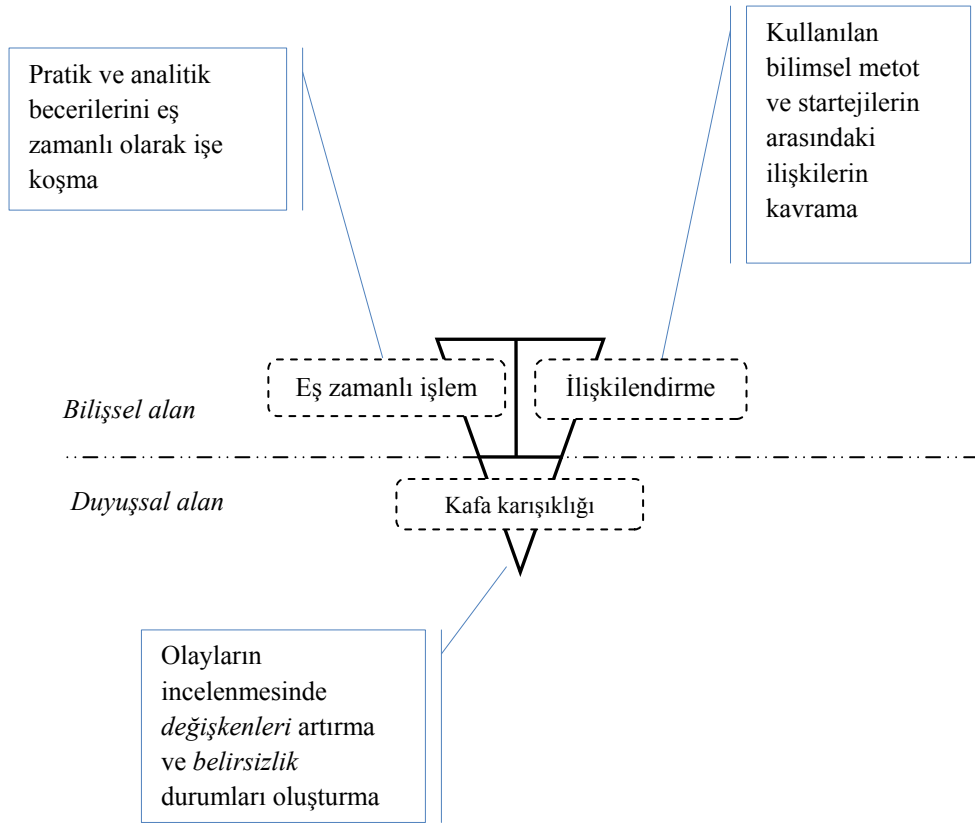 Pratik ve analitik
becerilerini eş
zamanlı olarak işe
koşma
Kullanılan
bilimsel metot
ve startejilerin
arasındaki
ilişkilerin
kavrama
Eş zamanlı işlem
İlişkilendirme
Bilişsel alan
Duyuşsal alan
Kafa karışıklığı
Olayların
incelenmesinde
değişkenleri artırma
ve belirsizlik
durumları oluşturma